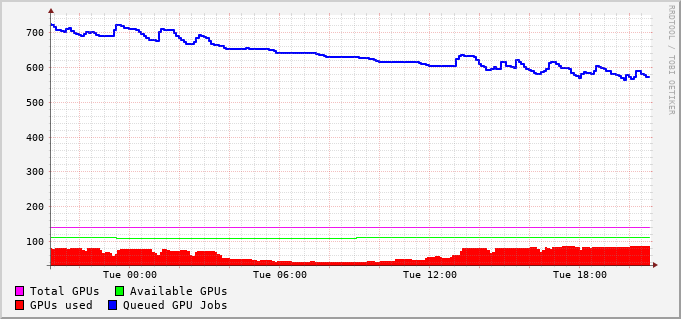 RRDTOOL / TOBI OETIKER
700
600
500
400
300
200
100
Tue 00:00 Tue 06:00 Tue 12:00 Tue 18:00
Total GPUs Available GPUs
GPUs used Queued GPU Jobs